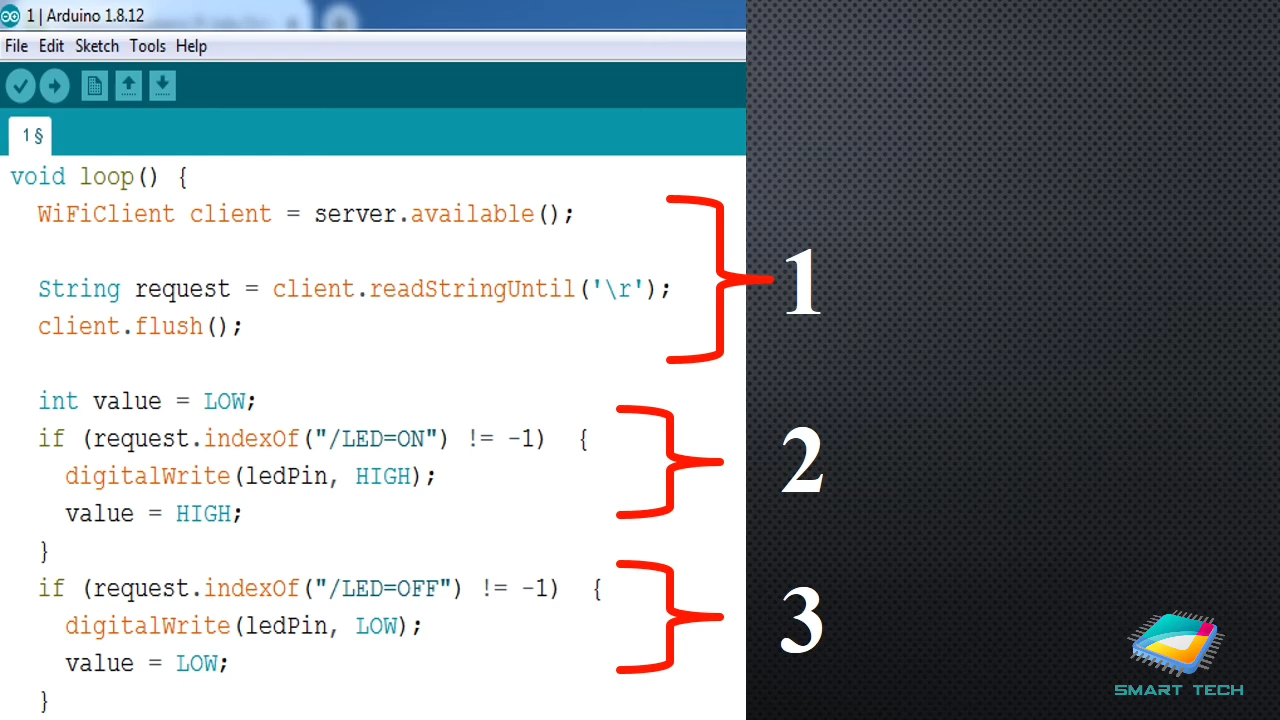 1 | Arduino 1.8.12
File Edit Sketch Tools Help
1 §
void loop() {
WiFiClient client = server.available();
String request = client.readStringUntil('\r');
client.flush();
1
int value = LOW;
if (request.indexOf("/LED=ON") != -1)  {
digitalWrite(ledPin, HIGH);
value = HIGH;
}
2
if (request.indexOf("/LED=OFF") != -1)  {
digitalWrite(ledPin, LOW);
value = LOW;
}
3
SMART TECH